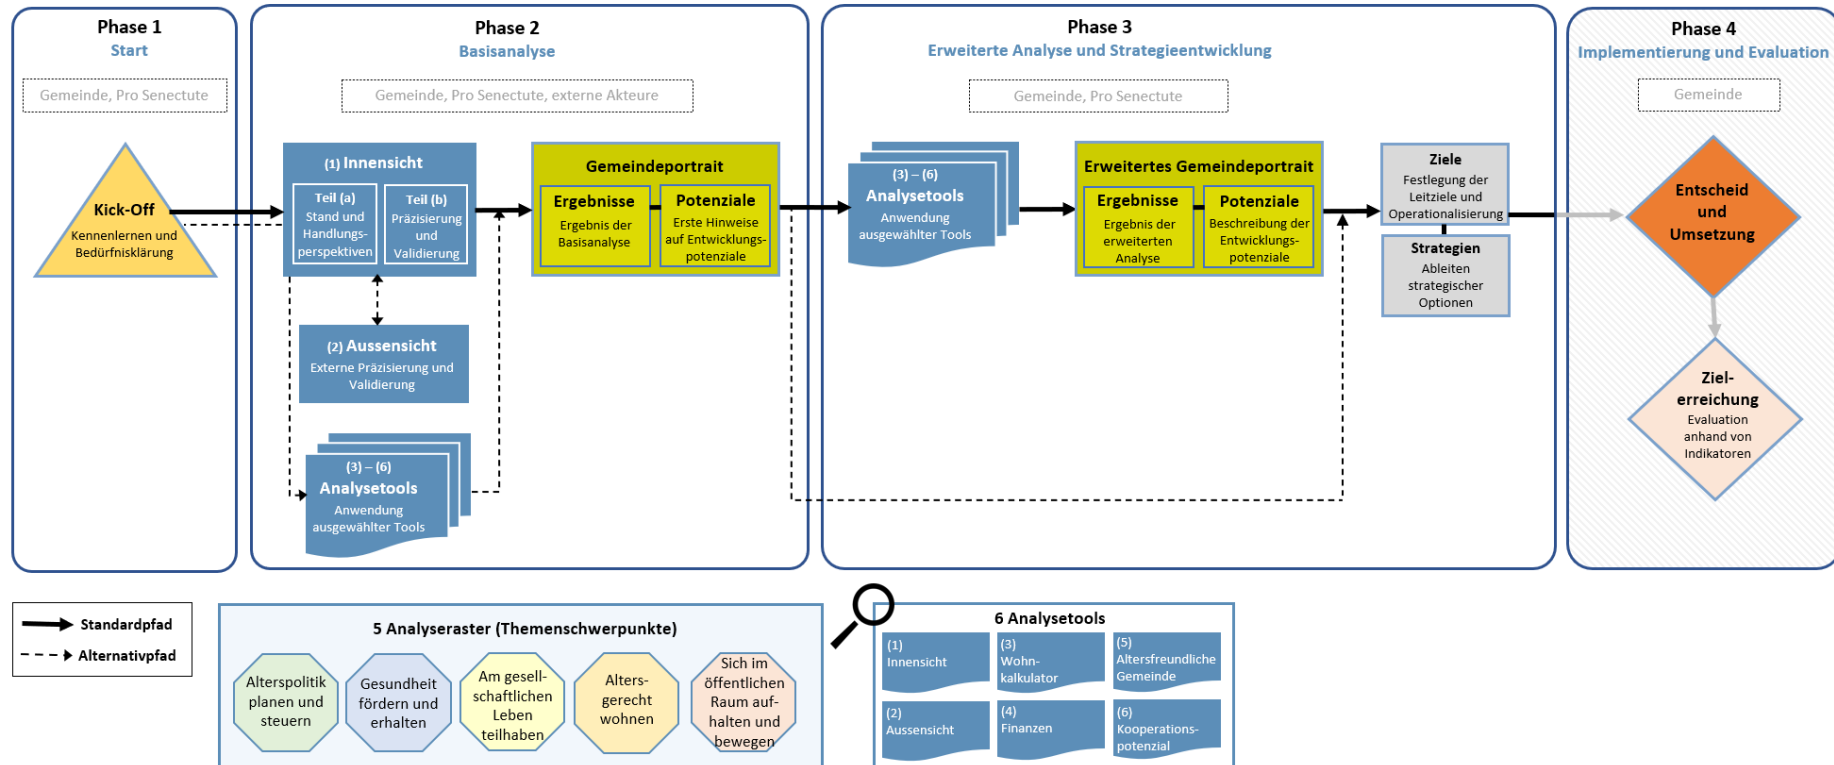 Phase 1
Start
Gemeinde, Pro Senectute
Kick-Off
Kennenlernen und
Bedürfnisklärung
Phase 2
Basisanalyse
Gemeinde, Pro Senectute, externe Akteure
(1) Innensicht
Teil (a)
Stand und
Handlungs-
perspektiven
Teil (b)
Präzisierung
und
Validierung
(2) Aussensicht
Externe Präzisierung und
Validierung
(3) – (6)
Analysetools
Anwendung
ausgewählter Tools
Gemeindeportrait
Ergebnisse
Ergebnis der
Basisanalyse
Potenziale
Erste Hinweise
auf Entwicklungs-
potenziale
Phase 3
Erweiterte Analyse und Strategieentwicklung
Gemeinde, Pro Senectute
(3) – (6)
Analysetools
Anwendung
ausgewählter Tools
Erweitertes Gemeindeportrait
Ergebnisse
Ergebnis der
erweiterten
Analyse
Potenziale
Beschreibung der
Entwicklungs-
potenziale
Ziele
Festlegung der
Leitziele und
Operationalisierung
Strategien
Ableiten
strategischer
Optionen
Phase 4
Implementierung und Evaluation
Gemeinde
Entscheid
und
Umsetzung
Ziel-
erreichung
Evaluation
anhand von
Indikatoren
Standardpfad
Alternativpfad
5 Analyseraster (Themenschwerpunkte)
Alterspolitik
planen und
steuern
Gesundheit
fördern und
erhalten
Am gesell-
schaftlichen
Leben
teilhaben
Alters-
gerecht
wohnen
Sich im
öffentlichen
Raum auf-
halten und
bewegen
6 Analysetools
(1)
Innensicht
(3)
Wohn-
kalkulator
(5)
Altersfreundliche
Gemeinde
(2)
Aussensicht
(4)
Finanzen
(6)
Kooperations-
potenzial